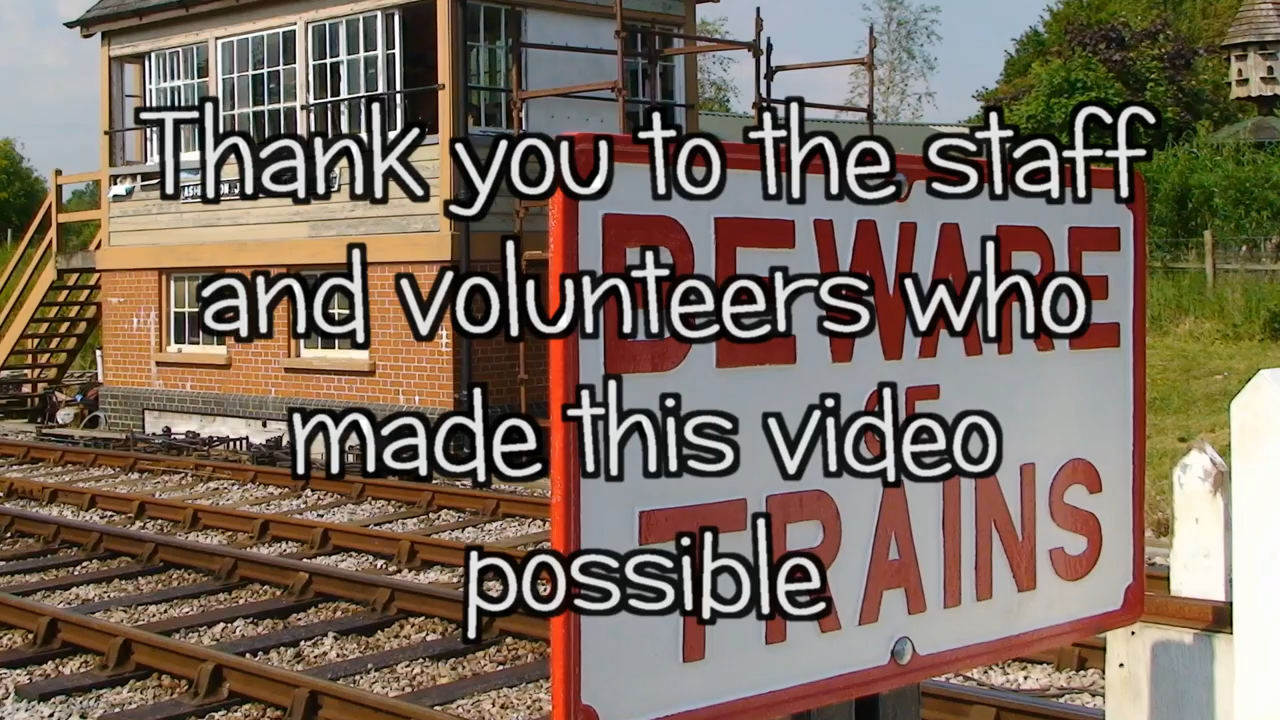 Thank you to the staff
and volunteers who
made this video
possible
BEWARE
OF
TRAINS